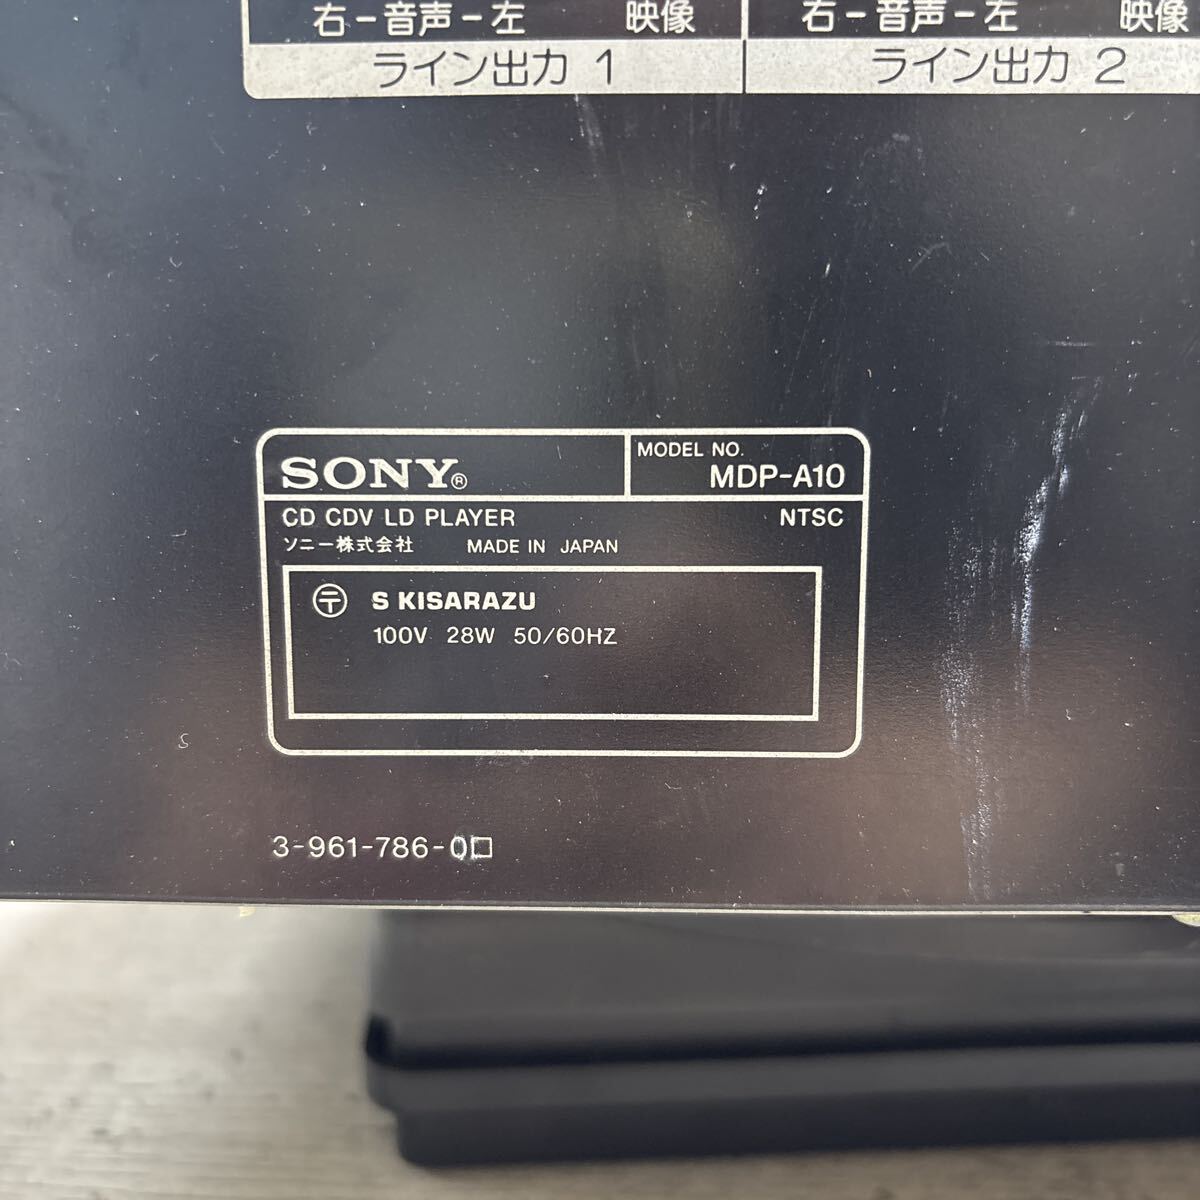 右-音声-左 映像 右-音声-左 映像
ライン出力 1 ライン出力 2
SONY® MODEL NO. MDP-A10
CD CDV LD PLAYER NTSC
ソニー株式会社 MADE IN JAPAN
〒 S KISARAZU
100V 28W 50/60HZ
3-961-786-0□